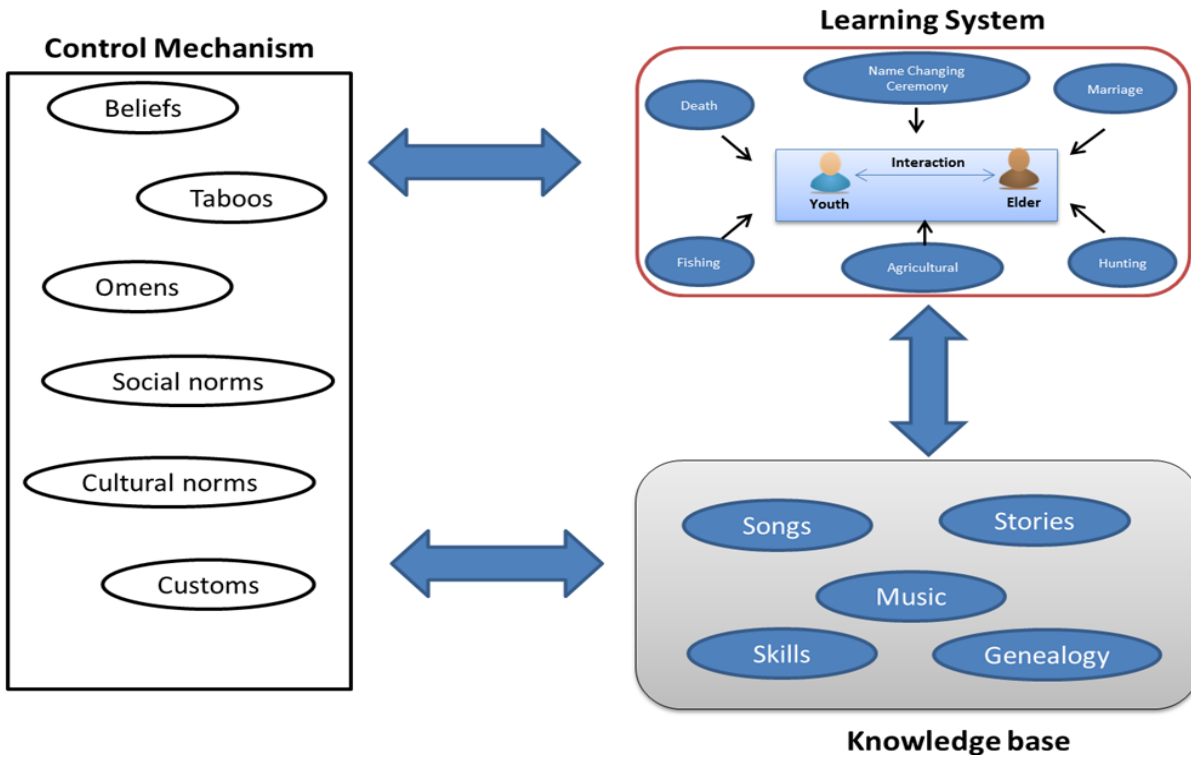 Control Mechanism
Beliefs
Taboos
Omens
Social norms
Cultural norms
Customs
Learning System
Death
Name Changing
Ceremony
Marriage
Interaction
Youth
Elder
Fishing
Agricultural
Hunting
Songs
Stories
Music
Skills
Genealogy
Knowledge base